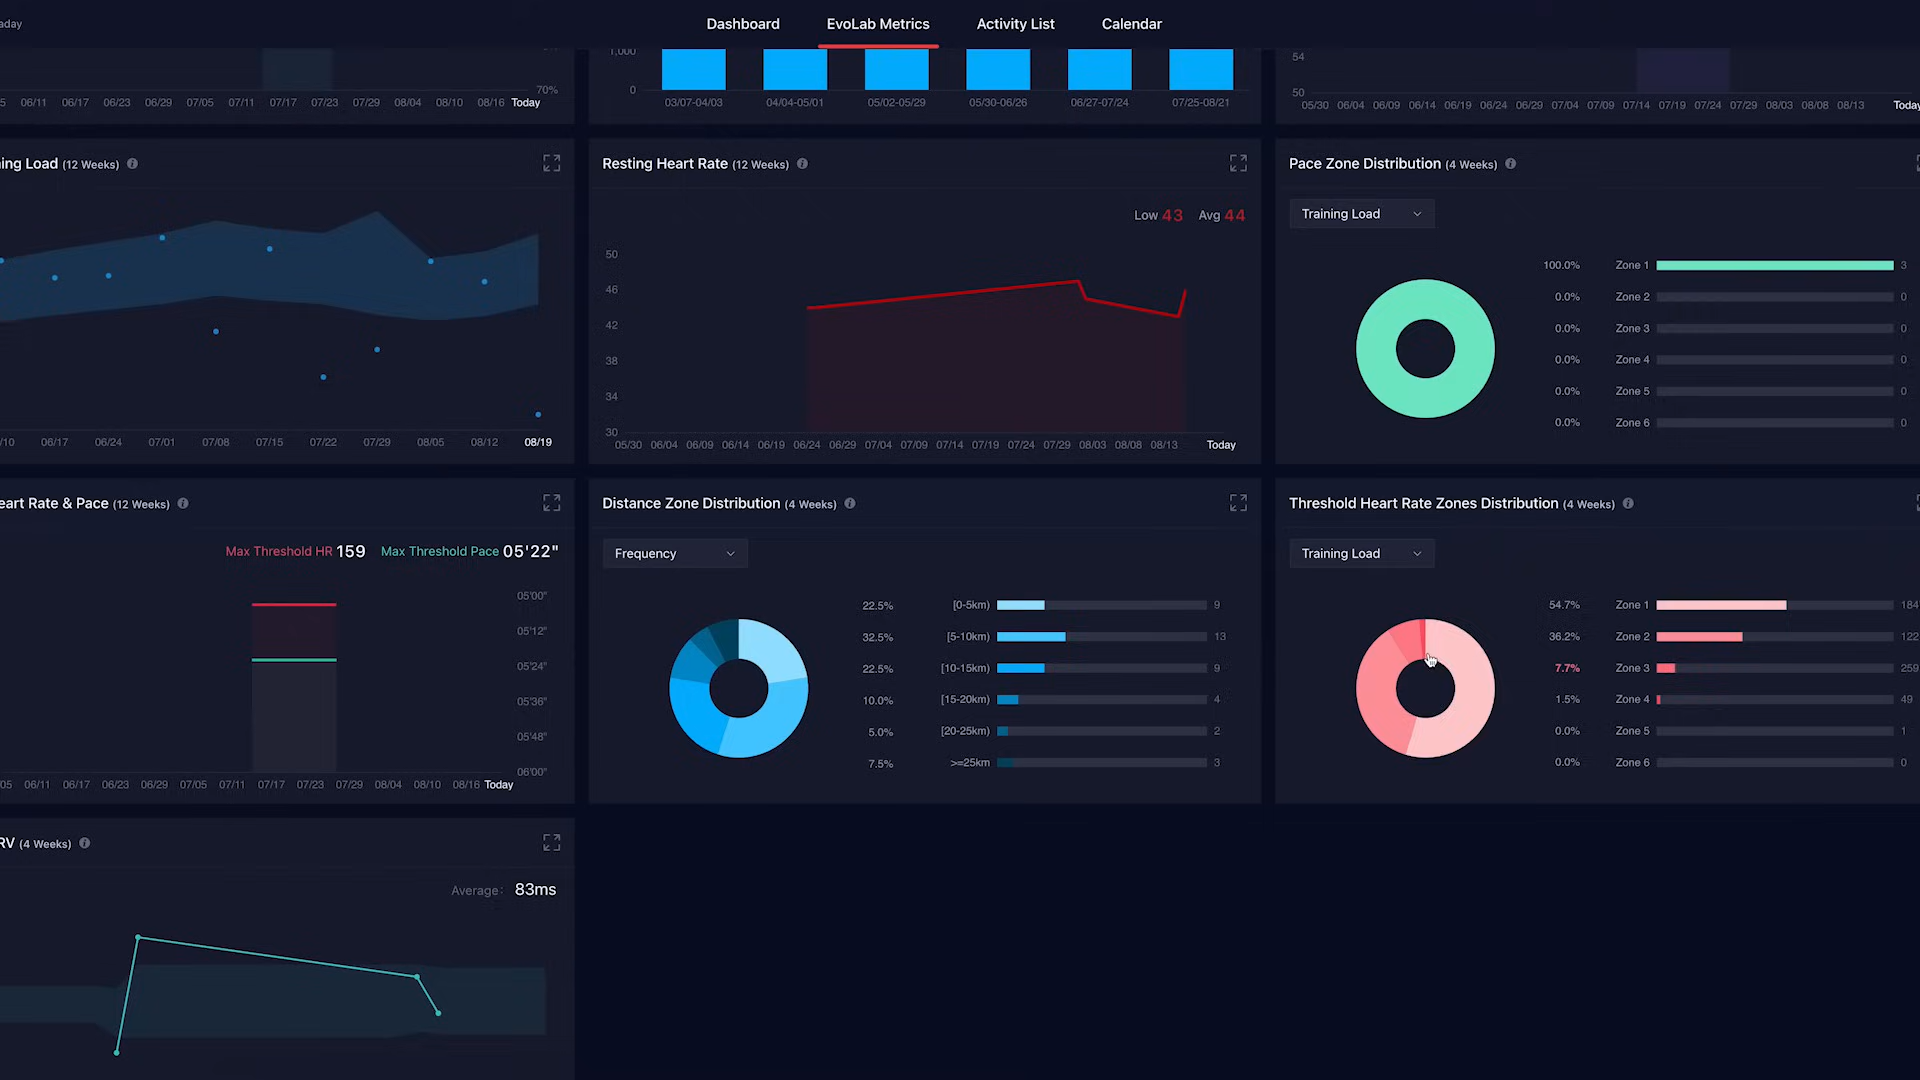 aday
Dashboard
EvoLab Metrics
Activity List
Calendar
70%
5 06/11 06/17 06/23 06/29 07/05 07/11 07/17 07/23 07/29 08/04 08/10 08/16 Today
1,000
0
03/07-04/03 04/04-05/01 05/02-05/29 05/30-06/26 06/27-07/24 07/25-08/21
54
50
05/30 06/04 06/09 06/14 06/19 06/24 06/29 07/04 07/09 07/14 07/19 07/24 07/29 08/03 08/08 08/13 Today
ing Load (12 Weeks)
/10 06/17 06/24 07/01 07/08 07/15 07/22 07/29 08/05 08/12 08/19
Resting Heart Rate (12 Weeks)
Low 43 Avg 44
50
46
42
38
34
30
05/30 06/04 06/09 06/14 06/19 06/24 06/29 07/04 07/09 07/14 07/19 07/24 07/29 08/03 08/08 08/13 Today
Pace Zone Distribution (4 Weeks)
Training Load
100.0% Zone 1 3
0.0% Zone 2 0
0.0% Zone 3 0
0.0% Zone 4 0
0.0% Zone 5 0
0.0% Zone 6 0
eart Rate & Pace (12 Weeks)
Max Threshold HR 159 Max Threshold Pace 05'22"
05'00"
05'12"
05'24"
05'36"
05'48"
06'00"
05 06/11 06/17 06/23 06/29 07/05 07/11 07/17 07/23 07/29 08/04 08/10 08/16 Today
Distance Zone Distribution (4 Weeks)
Frequency
22.5% [0-5km) 9
32.5% [5-10km) 13
22.5% [10-15km) 9
10.0% [15-20km) 4
5.0% [20-25km) 2
7.5% >=25km 3
Threshold Heart Rate Zones Distribution (4 Weeks)
Training Load
54.7% Zone 1 184
36.2% Zone 2 122
7.7% Zone 3 259
1.5% Zone 4 49
0.0% Zone 5 1
0.0% Zone 6 0
RV (4 Weeks)
Average: 83ms